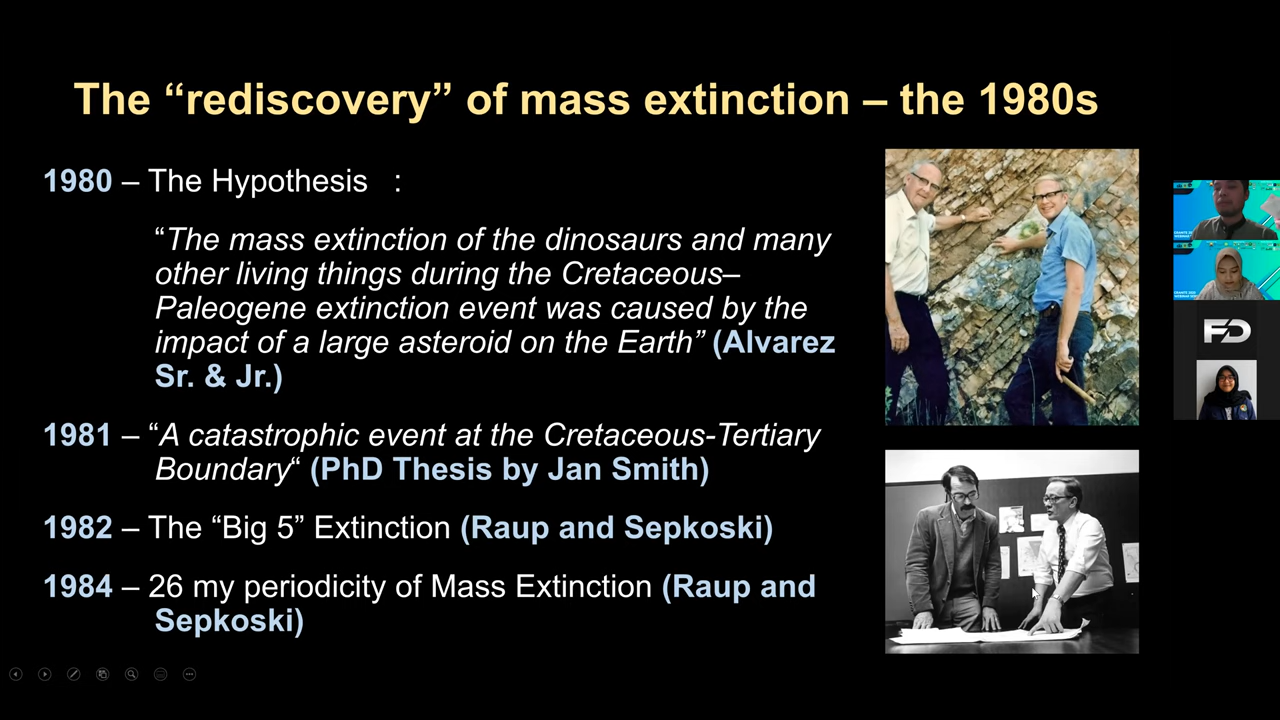 The “rediscovery” of mass extinction – the 1980s
1980 – The Hypothesis :
“The mass extinction of the dinosaurs and many
other living things during the Cretaceous–
Paleogene extinction event was caused by the
impact of a large asteroid on the Earth” (Alvarez
Sr. & Jr.)
1981 – “A catastrophic event at the Cretaceous-Tertiary
Boundary“ (PhD Thesis by Jan Smith)
1982 – The “Big 5” Extinction (Raup and Sepkoski)
1984 – 26 my periodicity of Mass Extinction (Raup and
Sepkoski)
FD